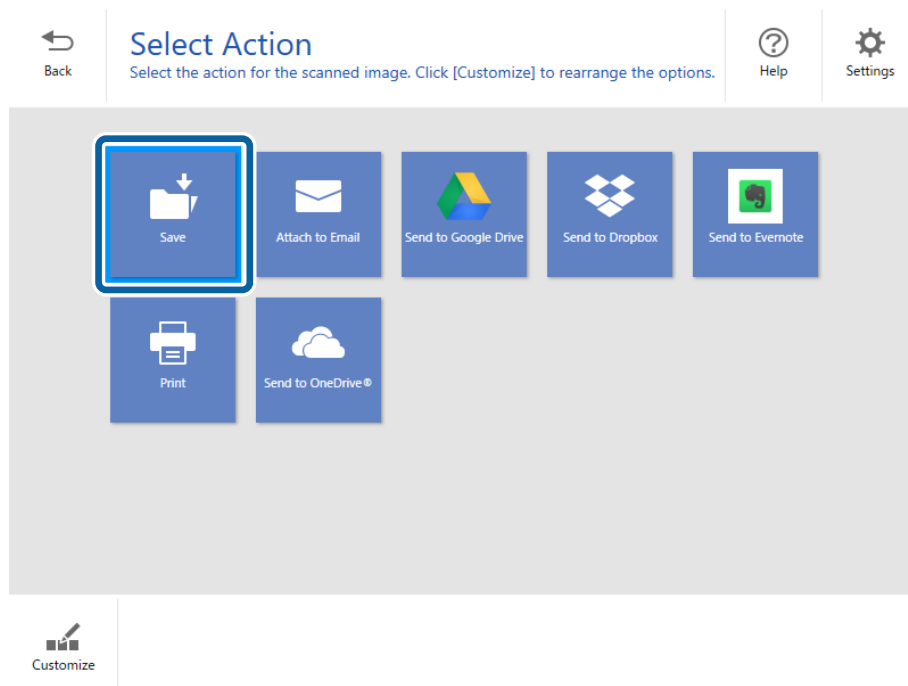 Back
Select Action
Select the action for the scanned image. Click [Customize] to rearrange the options.
Help
Settings
Save
Attach to Email
Send to Google Drive
Send to Dropbox
Send to Evernote
Print
Send to OneDrive®
Customize